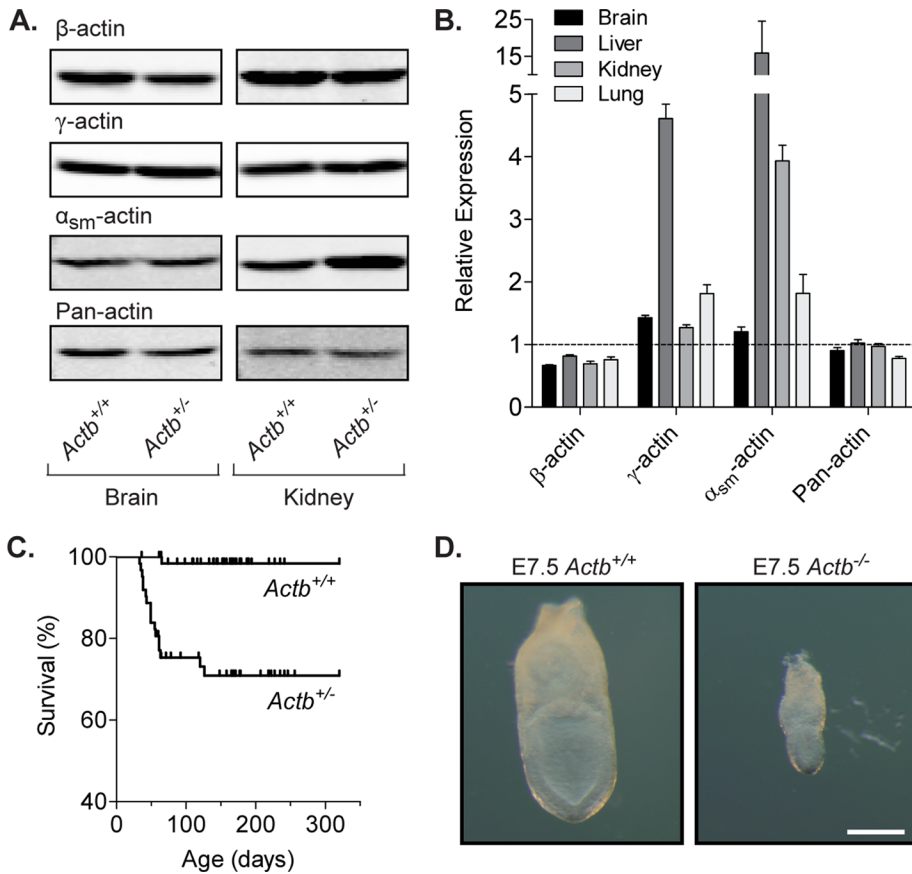 A.
β-actin
γ-actin
αsm-actin
Pan-actin
Actb+/+
Actb+/-
Actb+/+
Actb+/-
Brain
Kidney
B.
Brain
Liver
Kidney
Lung
25
15
5
4
3
2
1
0
Relative Expression
β-actin
γ-actin
αsm-actin
Pan-actin
C.
100
80
60
40
Survival (%)
Actb+/+
Actb+/-
0
100
200
300
Age (days)
D.
E7.5 Actb+/+
E7.5 Actb-/-